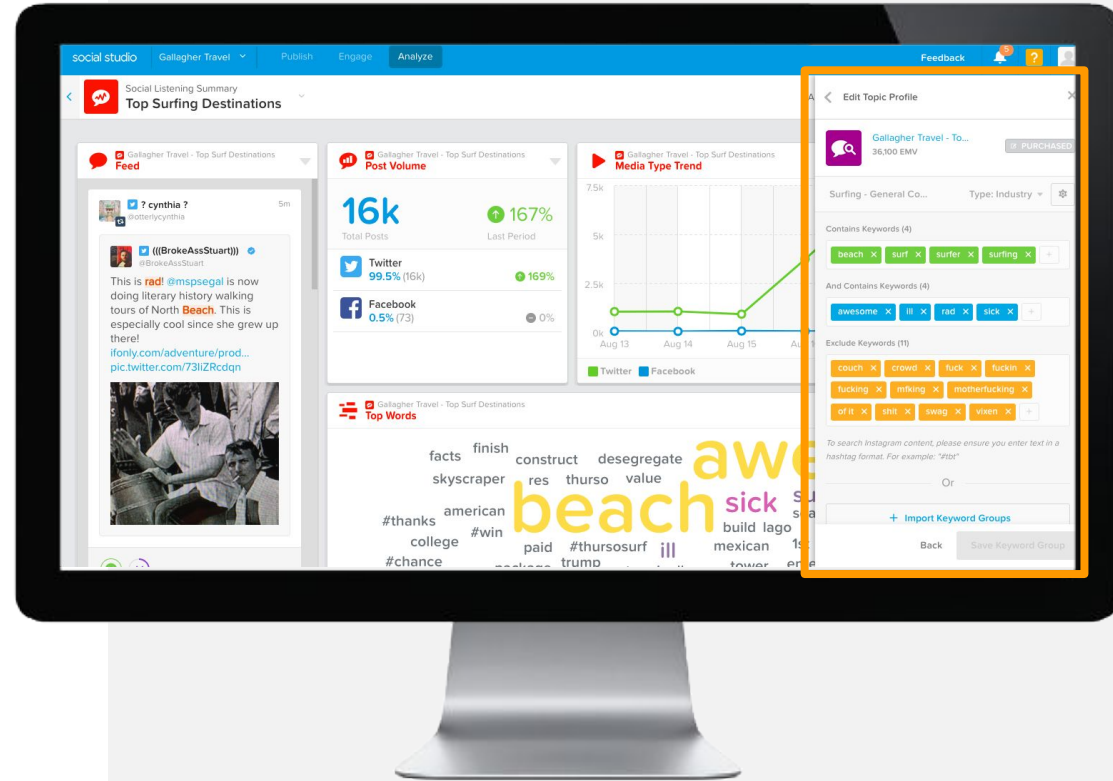 social studio Gallagher Travel Publish Engage Analyze Feedback 5 ?
Social Listening Summary
Top Surfing Destinations
Gallagher Travel - Top Surf Destinations
Feed
? cynthia ? 5m
@otterlycynthia
(((BrokeAssStuart)))
@BrokeAssStuart
This is rad! @mspsegal is now
doing literary history walking
tours of North Beach. This is
especially cool since she grew up
there!
ifonly.com/adventure/prod...
pic.twitter.com/73IiZRcdqn
Gallagher Travel - Top Surf Destinations
Post Volume
16k 167%
Total Posts Last Period
Twitter
99.5% (16k) 169%
Facebook
0.5% (73) 0%
Gallagher Travel - Top Surf Destinations
Media Type Trend
7.5k
5k
2.5k
0k
Aug 13 Aug 14 Aug 15
Twitter Facebook
Gallagher Travel - Top Surf Destinations
Top Words
facts finish construct desegregate awe
skyscraper res thurso value
american beach sick su
#thanks #win build lago
college paid #thursosurf ill mexican 1s
#chance package trump tower
Edit Topic Profile
Gallagher Travel - To...
36,100 EMV PURCHASED
Surfing - General Co... Type: Industry
Contains Keywords (4)
beach x surf x surfer x surfing x +
And Contains Keywords (4)
awesome x ill x rad x sick x +
Exclude Keywords (11)
couch x crowd x fuck x fuckin x
fucking x mfking x motherfucking x
of it x shit x swag x vixen x +
To search Instagram content, please ensure you enter text in a
hashtag format. For example: "#tbt"
Or
+ Import Keyword Groups
Back Save Keyword Group